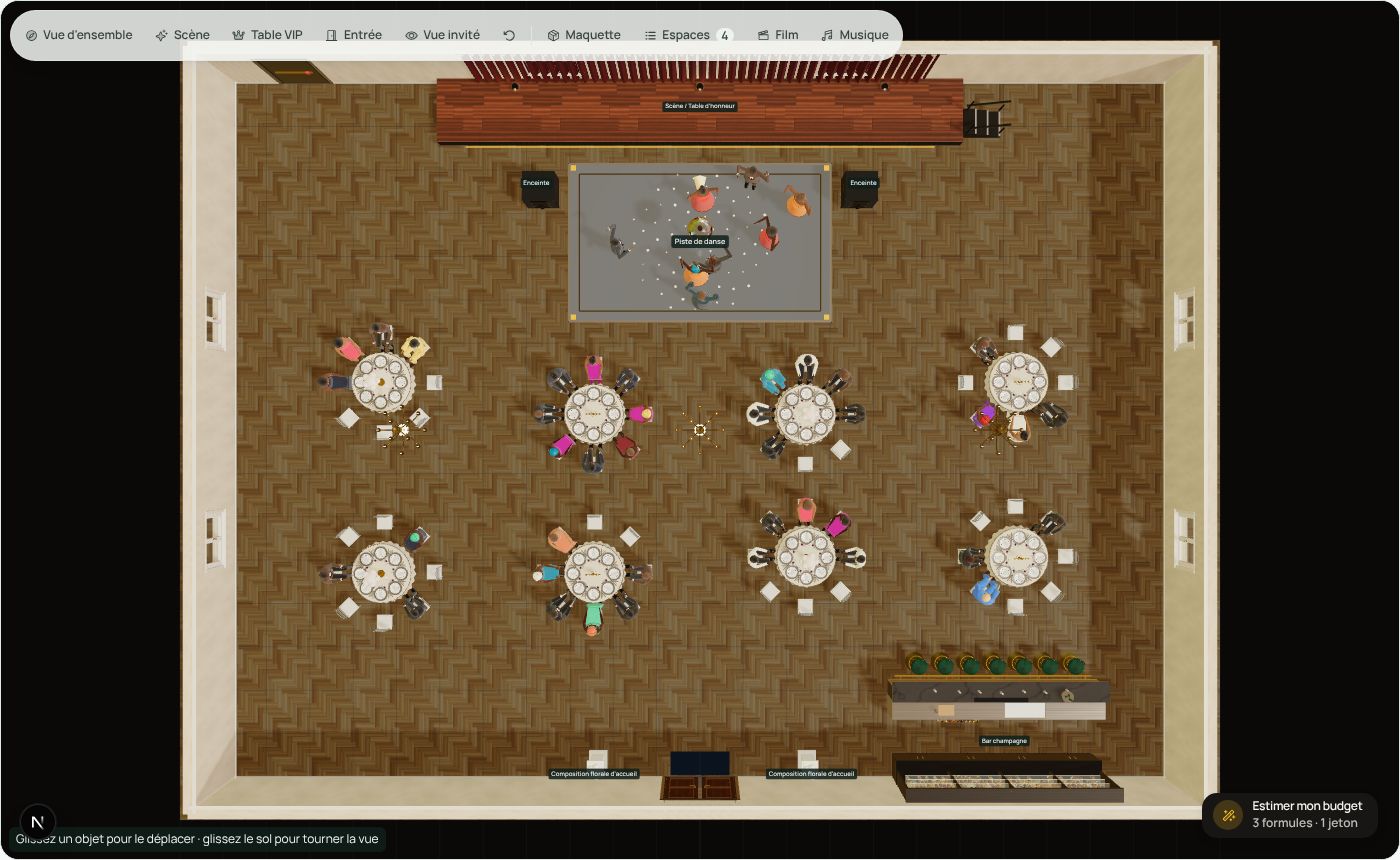 Vue d'ensemble
Scène
Table VIP
Entrée
Vue invité
Maquette
Espaces 4
Film
Musique
Scène / Table d'honneur
Enceinte
Enceinte
Piste de danse
Bar champagne
Composition florale d'accueil
Composition florale d'accueil
Estimer mon budget
3 formules · 1 jeton
N
Glissez un objet pour le déplacer · glissez le sol pour tourner la vue